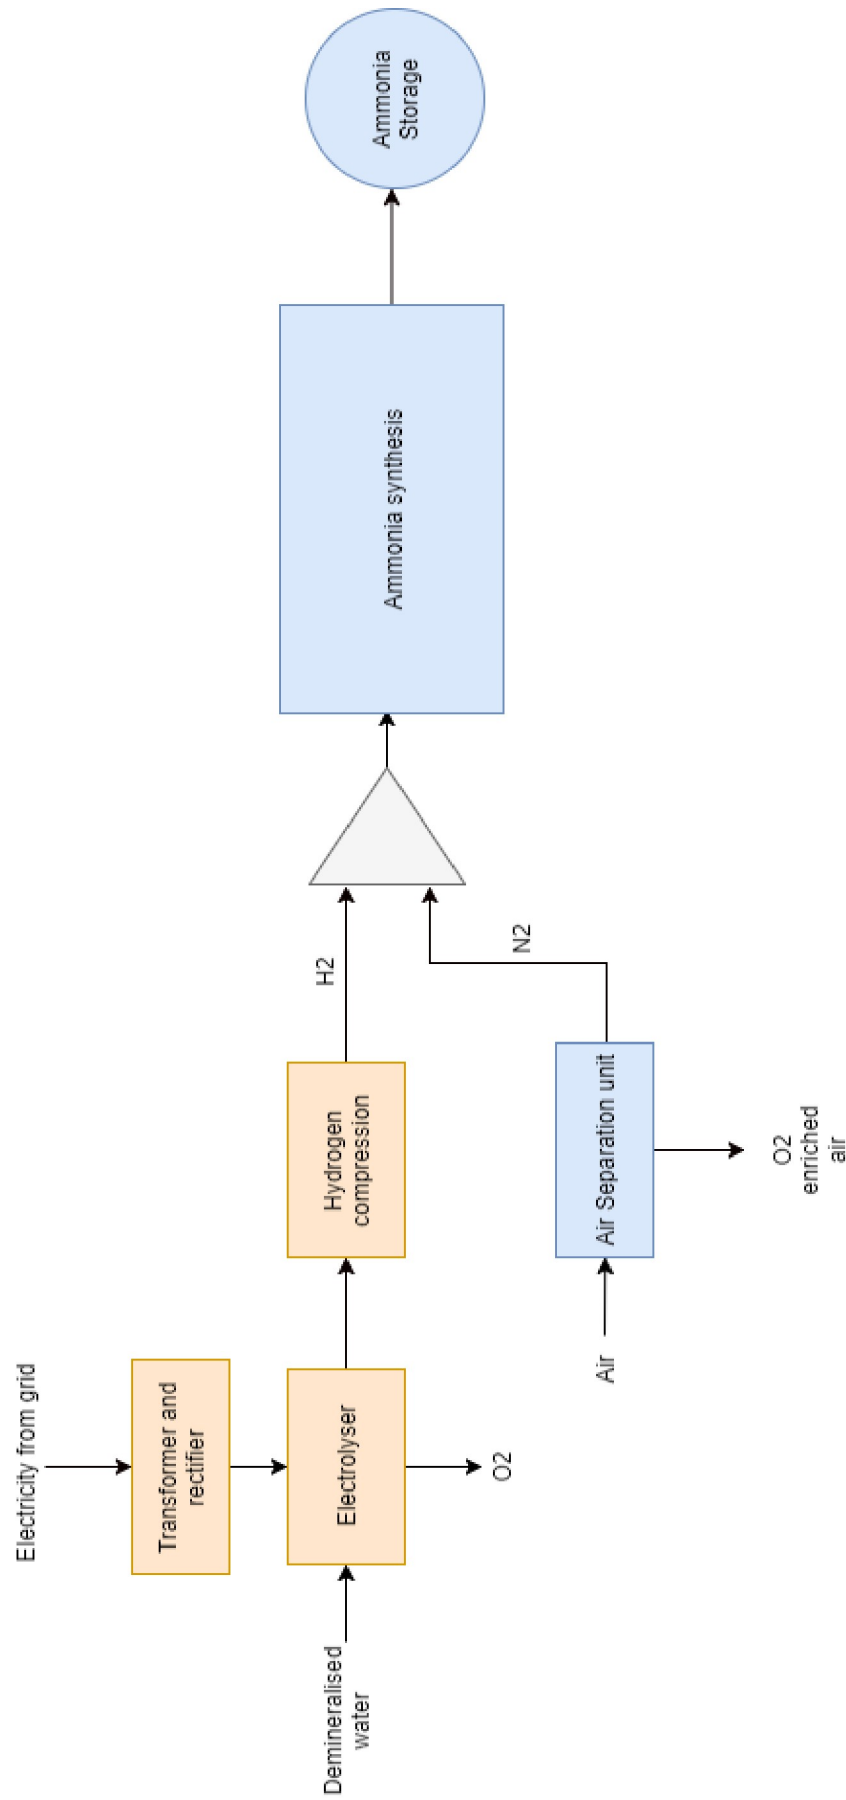 Electricity from grid
Transformer and
rectifier
Demineralised
water
Electrolyser
O2
Hydrogen
compression
H2
Air
Air Separation unit
O2
enriched
air
N2
Ammonia synthesis
Ammonia
Storage